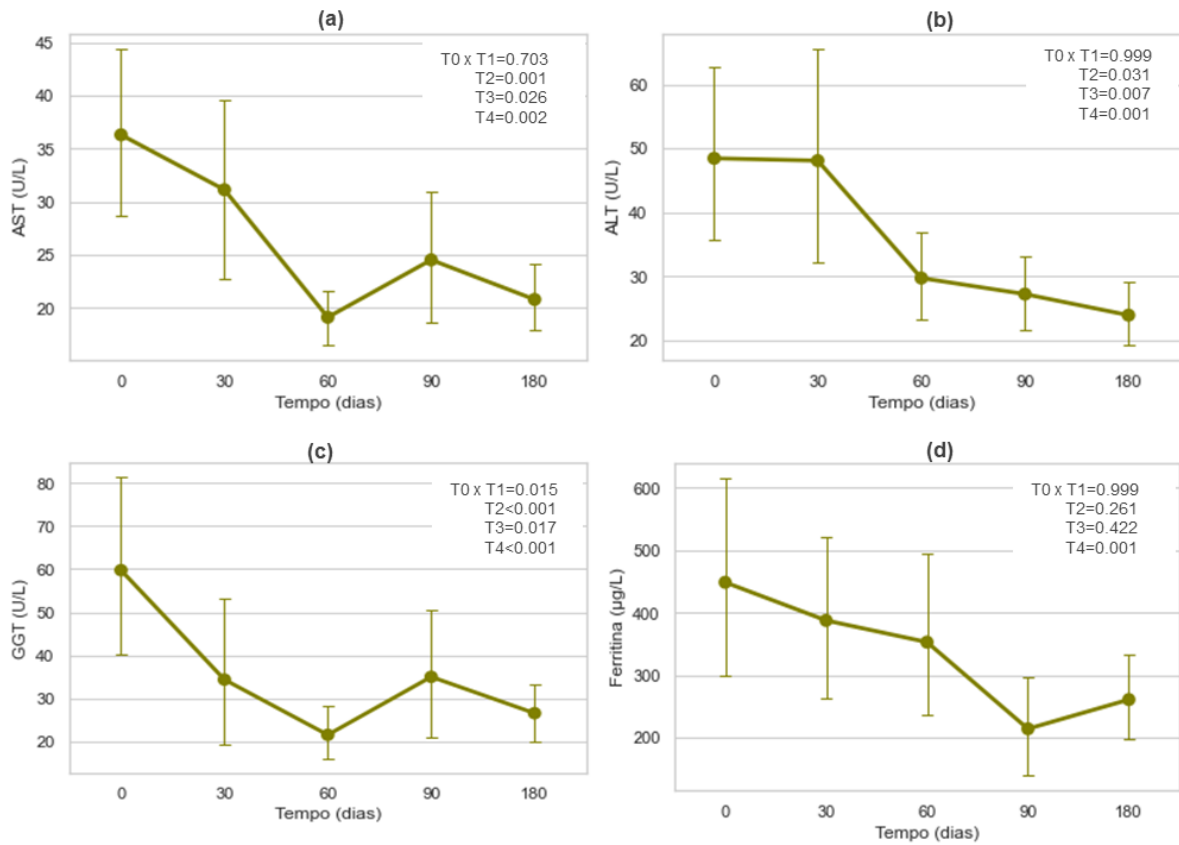 (a)
T0 x T1=0.703
T2=0.001
T3=0.026
T4=0.002
45
40
35
30
25
20
AST (U/L)
0 30 60 90 180
Tempo (dias)
(b)
T0 x T1=0.999
T2=0.031
T3=0.007
T4=0.001
60
50
40
30
20
ALT (U/L)
0 30 60 90 180
Tempo (dias)
(c)
T0 x T1=0.015
T2<0.001
T3=0.017
T4<0.001
80
70
60
50
40
30
20
GGT (U/L)
0 30 60 90 180
Tempo (dias)
(d)
T0 x T1=0.999
T2=0.261
T3=0.422
T4=0.001
600
500
400
300
200
Ferritina (µg/L)
0 30 60 90 180
Tempo (dias)